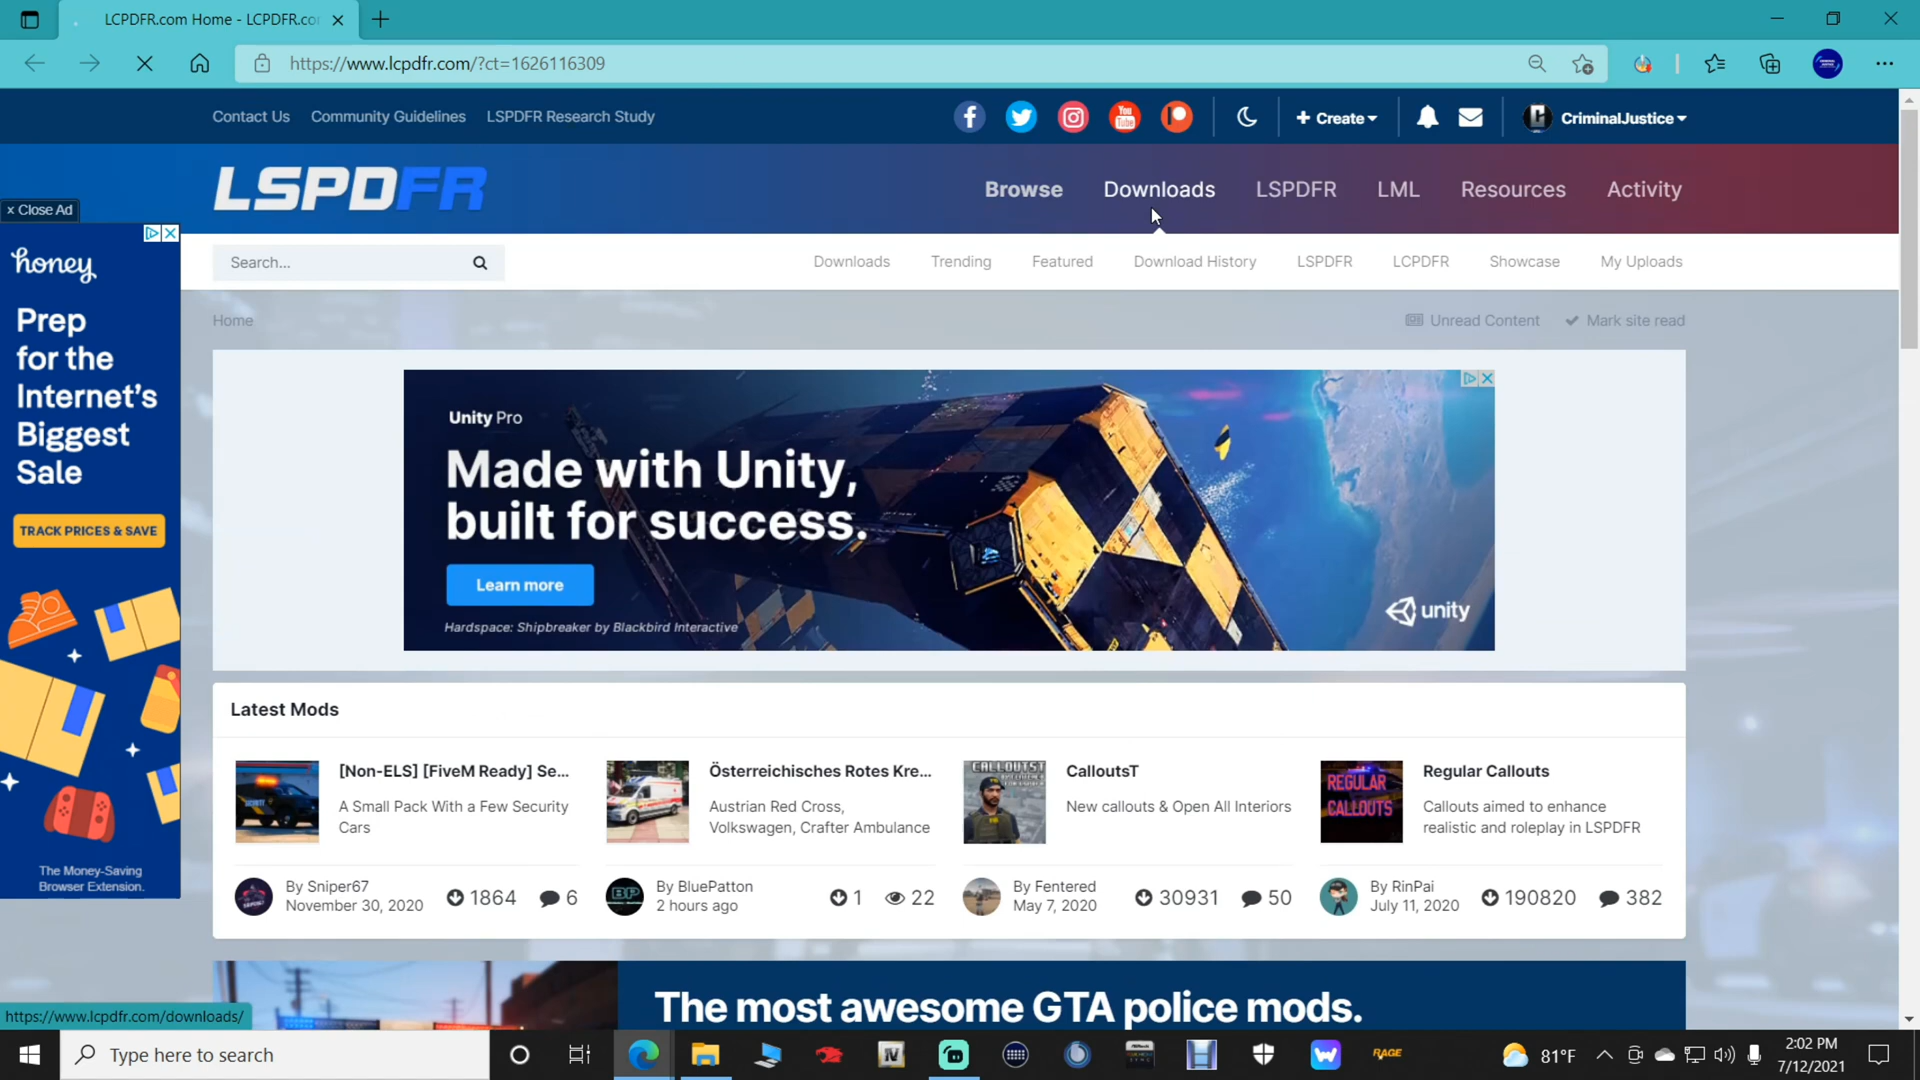 LCPDFR.com Home - LCPDFR.co
https://www.lcpdfr.com/?ct=1626116309
Contact Us Community Guidelines LSPDFR Research Study
+ Create CriminalJustice
LSPDFR
Browse Downloads LSPDFR LML Resources Activity
x Close Ad
Search...
Downloads Trending Featured Download History LSPDFR LCPDFR Showcase My Uploads
Home
Unread Content Mark site read
honey
Prep
for the
Internet's
Biggest
Sale
TRACK PRICES & SAVE
The Money-Saving
Browser Extension.
Unity Pro
Made with Unity,
built for success.
Learn more
Hardspace: Shipbreaker by Blackbird Interactive
unity
Latest Mods
[Non-ELS] [FiveM Ready] Se...
A Small Pack With a Few Security
Cars
By Sniper67
November 30, 2020
1864 6
Österreichisches Rotes Kre...
Austrian Red Cross,
Volkswagen, Crafter Ambulance
BP
By BluePatton
2 hours ago
1 22
CALLOUTST
CalloutsT
New callouts & Open All Interiors
By Fentered
May 7, 2020
30931 50
REGULAR
CALLOUTS
Regular Callouts
Callouts aimed to enhance
realistic and roleplay in LSPDFR
By RinPai
July 11, 2020
190820 382
The most awesome GTA police mods.
https://www.lcpdfr.com/downloads/
Type here to search
IV
RAGE
81°F
2:02 PM
7/12/2021